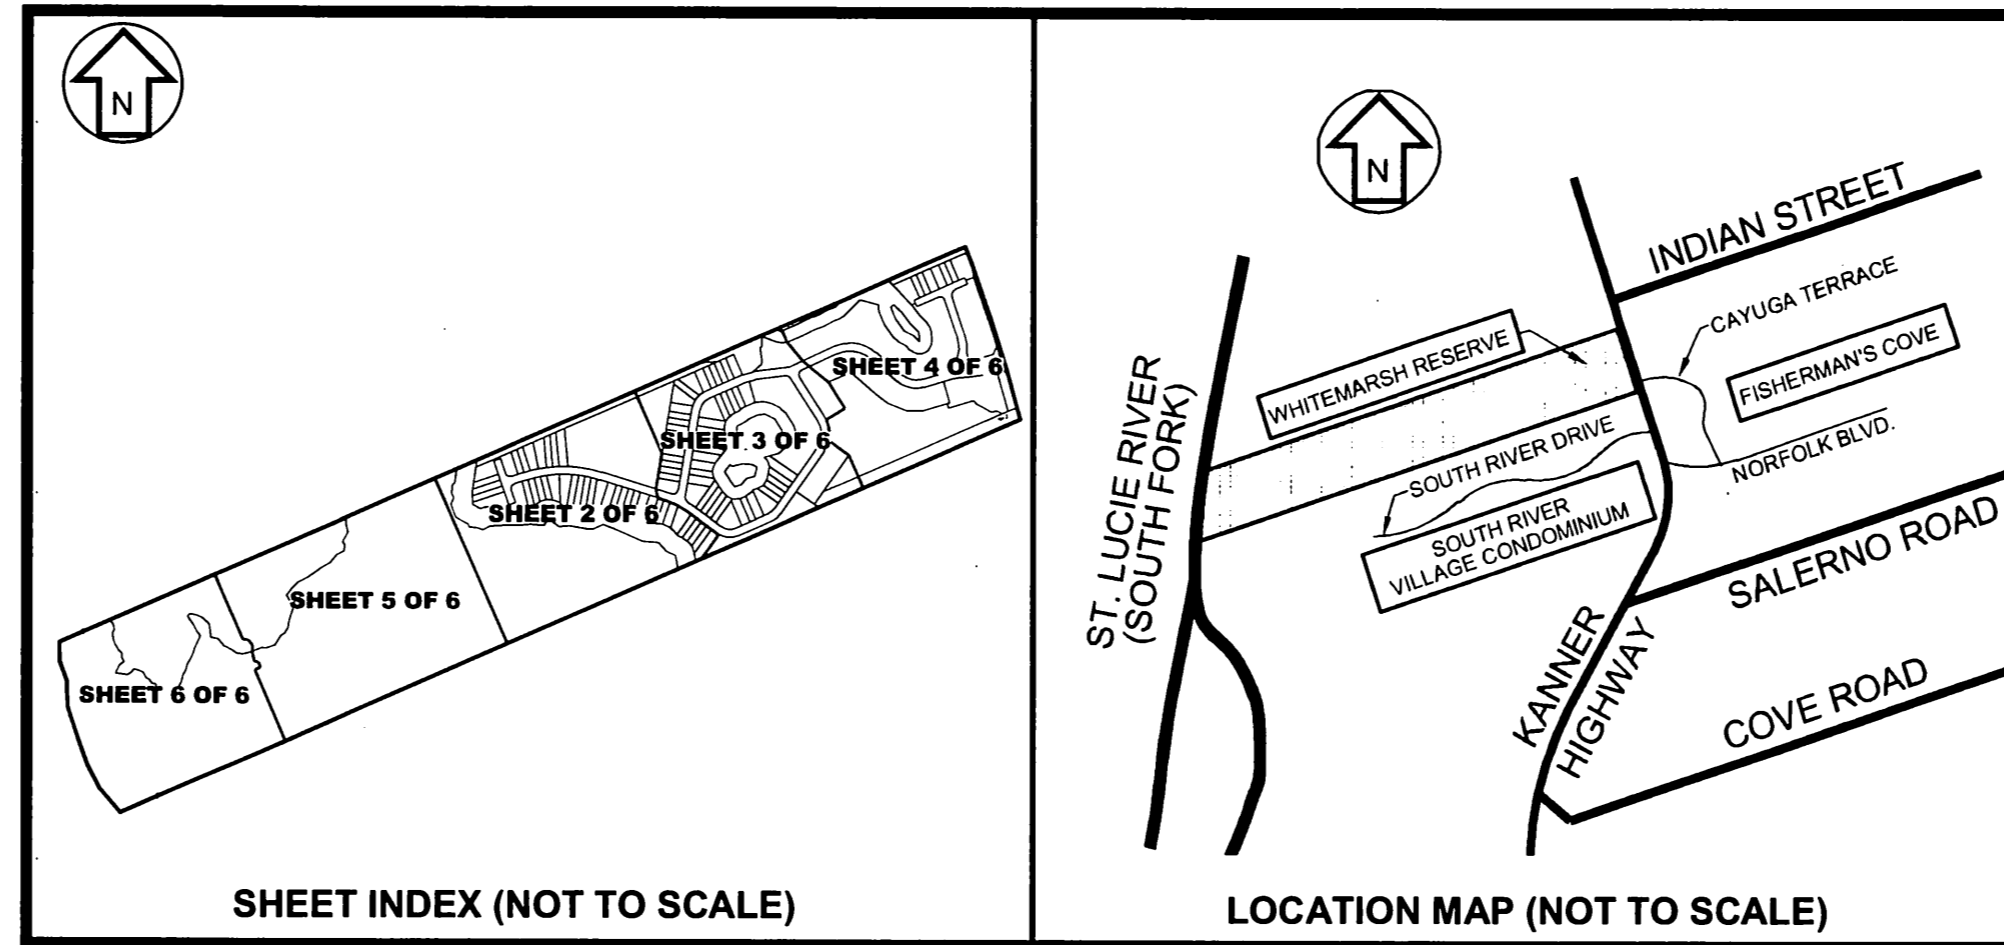 N
SHEET 4 OF 6
SHEET 3 OF 6
SHEET 2 OF 6
SHEET 5 OF 6
SHEET 6 OF 6
SHEET INDEX (NOT TO SCALE)
N
INDIAN STREET
CAYUGA TERRACE
WHITEMARSH RESERVE
FISHERMAN'S COVE
ST. LUCIE RIVER
(SOUTH FORK)
SOUTH RIVER DRIVE
NORFOLK BLVD.
SOUTH RIVER
VILLAGE CONDOMINIUM
SALERNO ROAD
KANNER
HIGHWAY
COVE ROAD
LOCATION MAP (NOT TO SCALE)